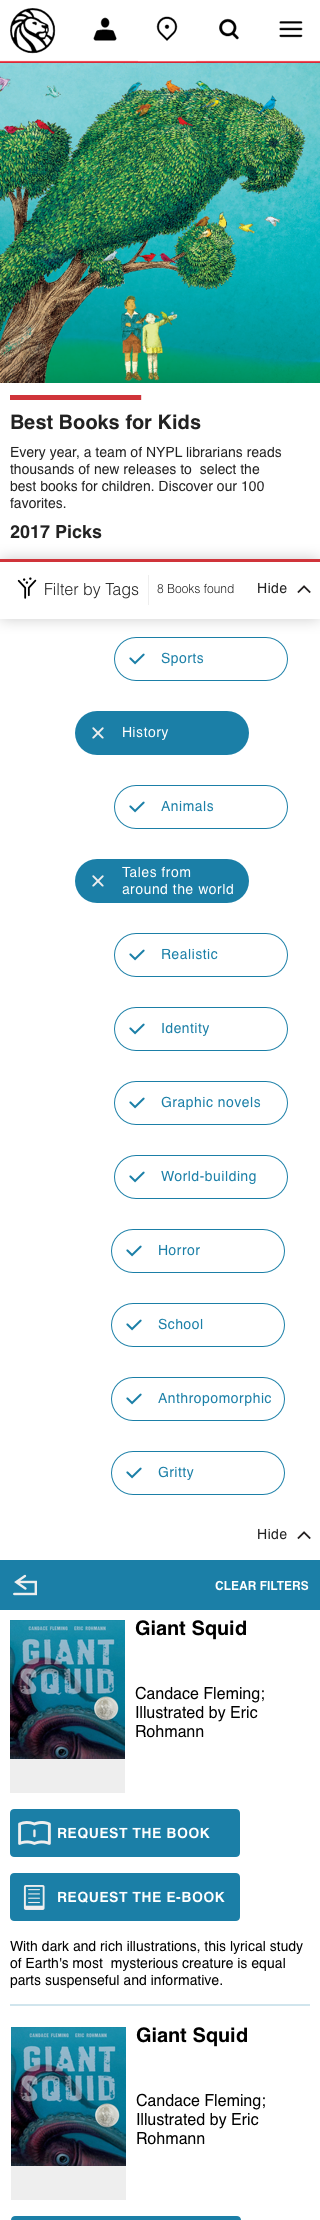 Best Books for Kids
Every year, a team of NYPL librarians reads
thousands of new releases to  select the
best books for children. Discover our 100
favorites.
2017 Picks
Filter by Tags
8 Books found
Hide
Sports
History
Animals
Tales from
around the world
Realistic
Identity
Graphic novels
World-building
Horror
School
Anthropomorphic
Gritty
Hide
CLEAR FILTERS
CANDACE FLEMING ERIC ROHMANN
GIANT
SQUID
Giant Squid
Candace Fleming;
Illustrated by Eric
Rohmann
REQUEST THE BOOK
REQUEST THE E-BOOK
With dark and rich illustrations, this lyrical study
of Earth's most  mysterious creature is equal
parts suspenseful and informative.
CANDACE FLEMING ERIC ROHMANN
GIANT
SQUID
Giant Squid
Candace Fleming;
Illustrated by Eric
Rohmann